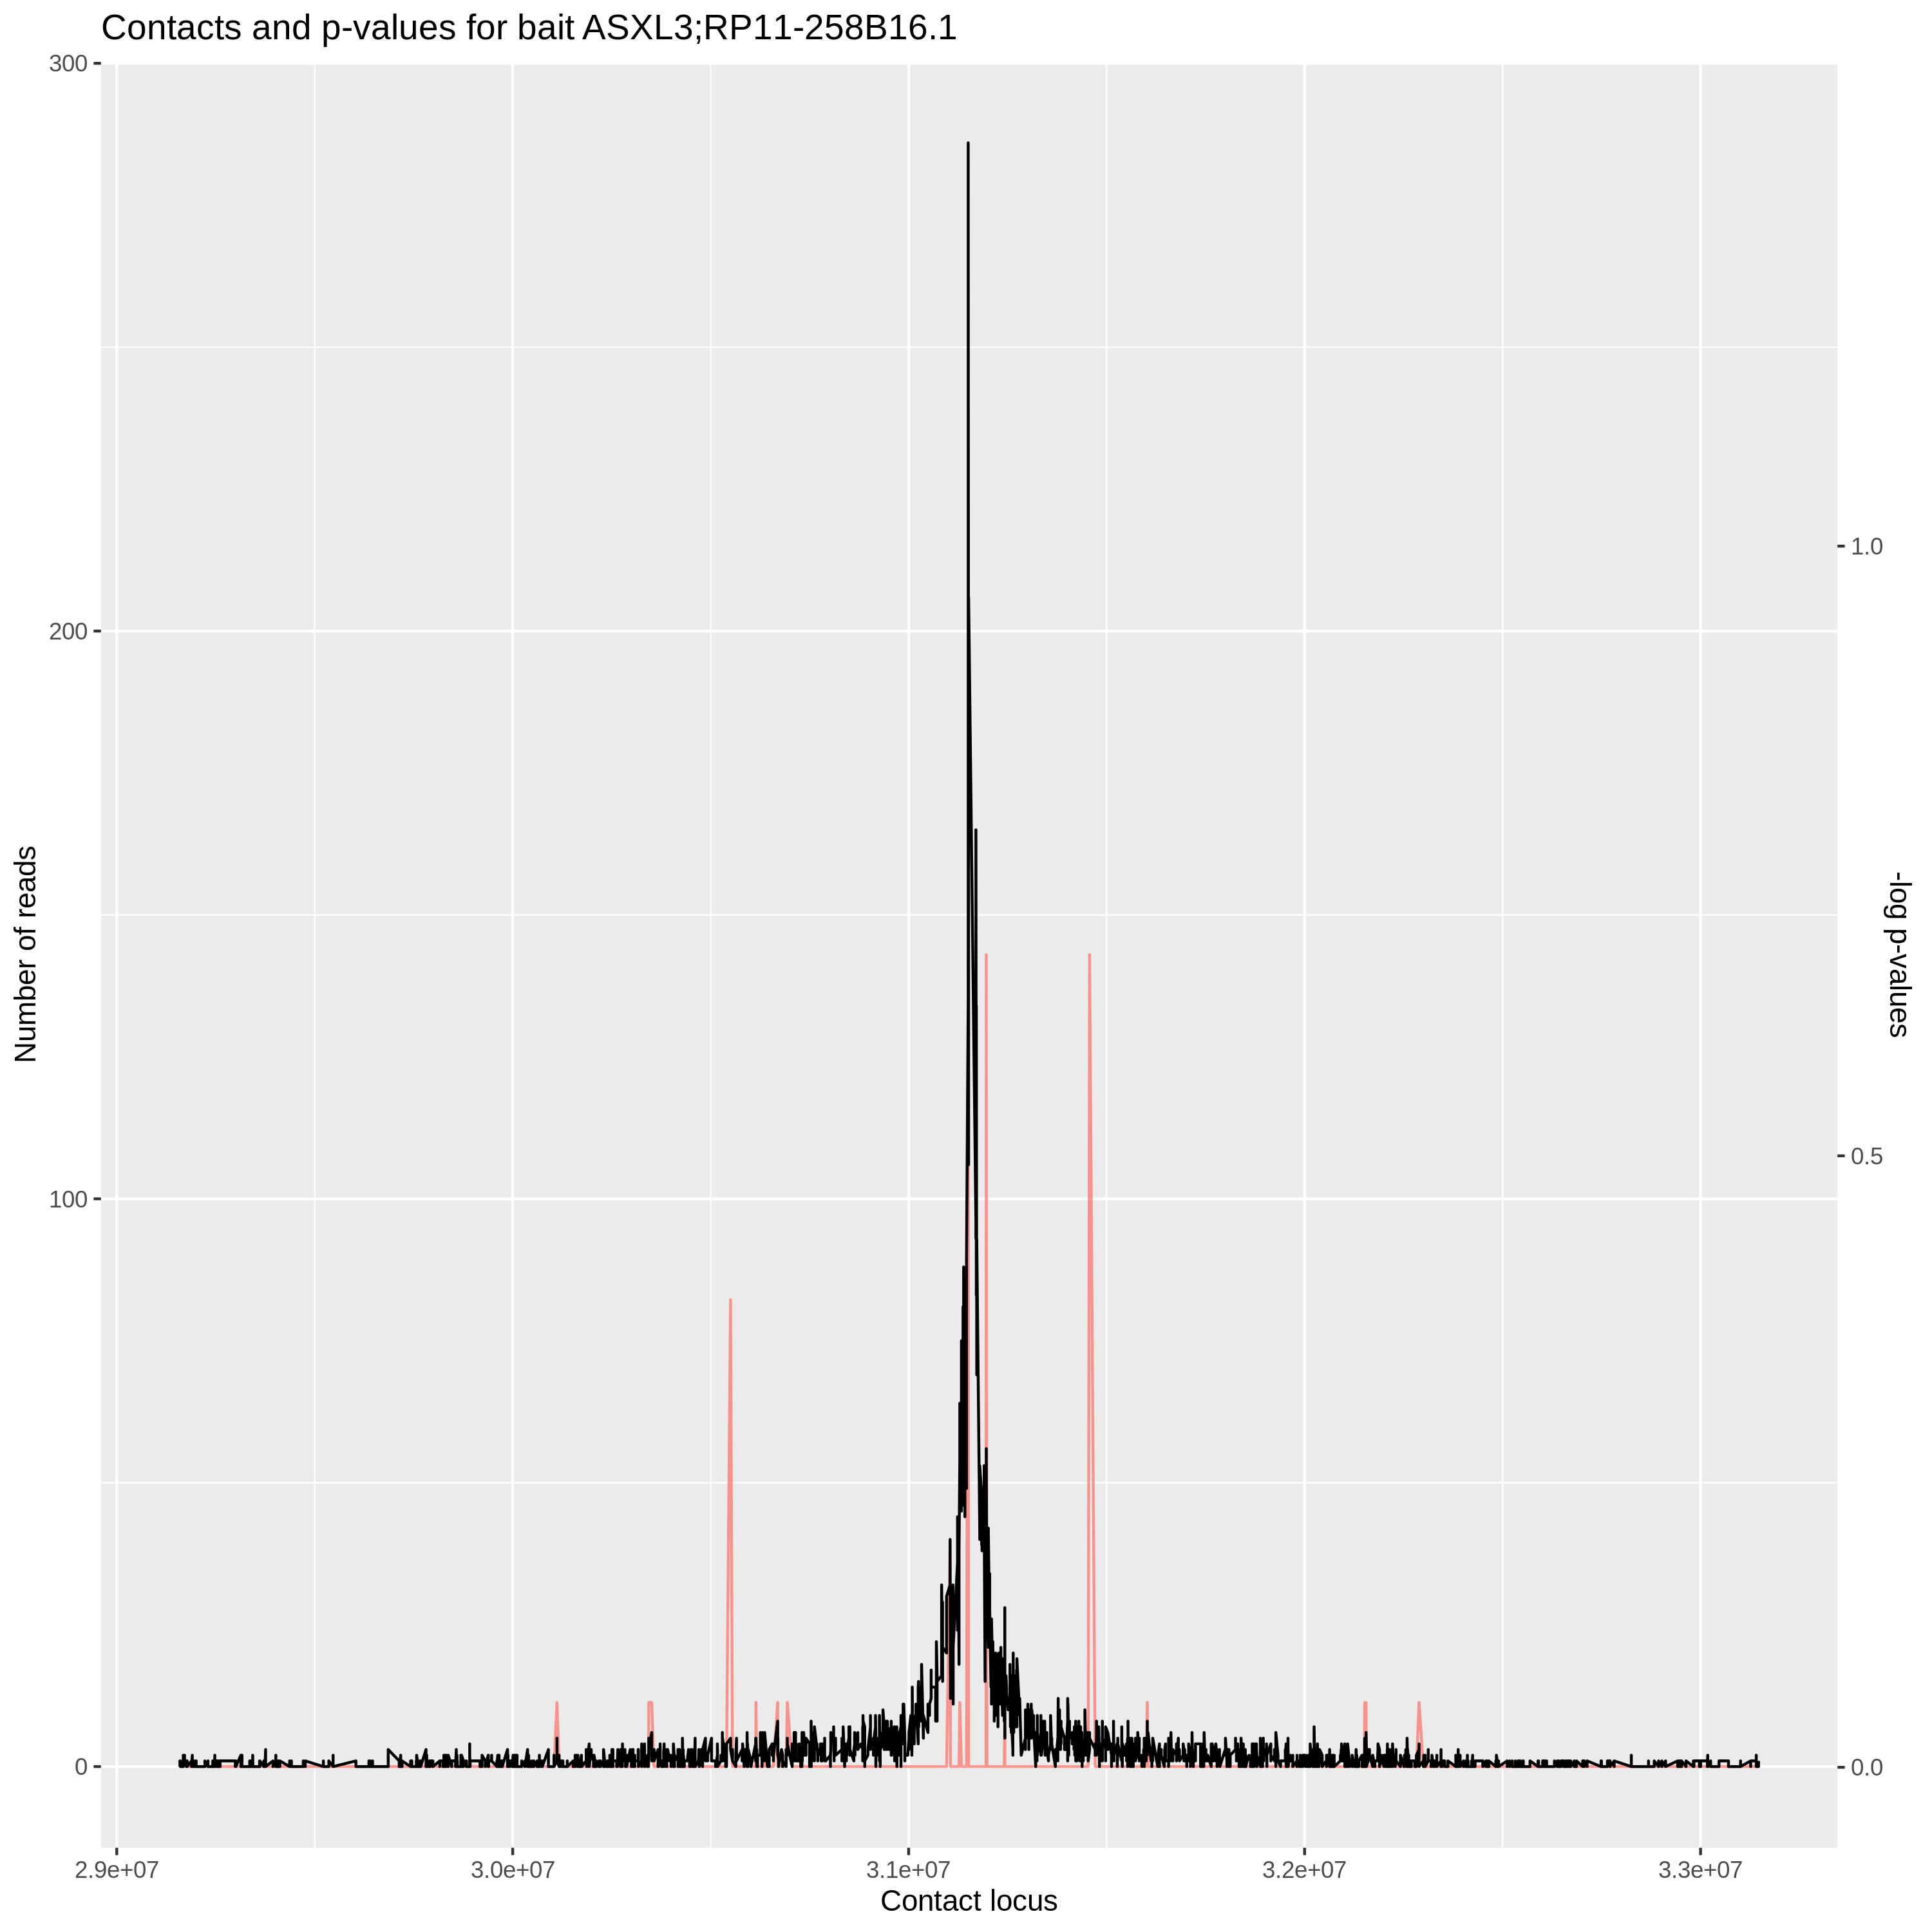 Contacts and p-values for bait ASXL3;RP11-258B16.1
300
200
100
0
Number of reads
1.0
0.5
0.0
-log p-values
2.9e+07 3.0e+07 3.1e+07 3.2e+07 3.3e+07
Contact locus